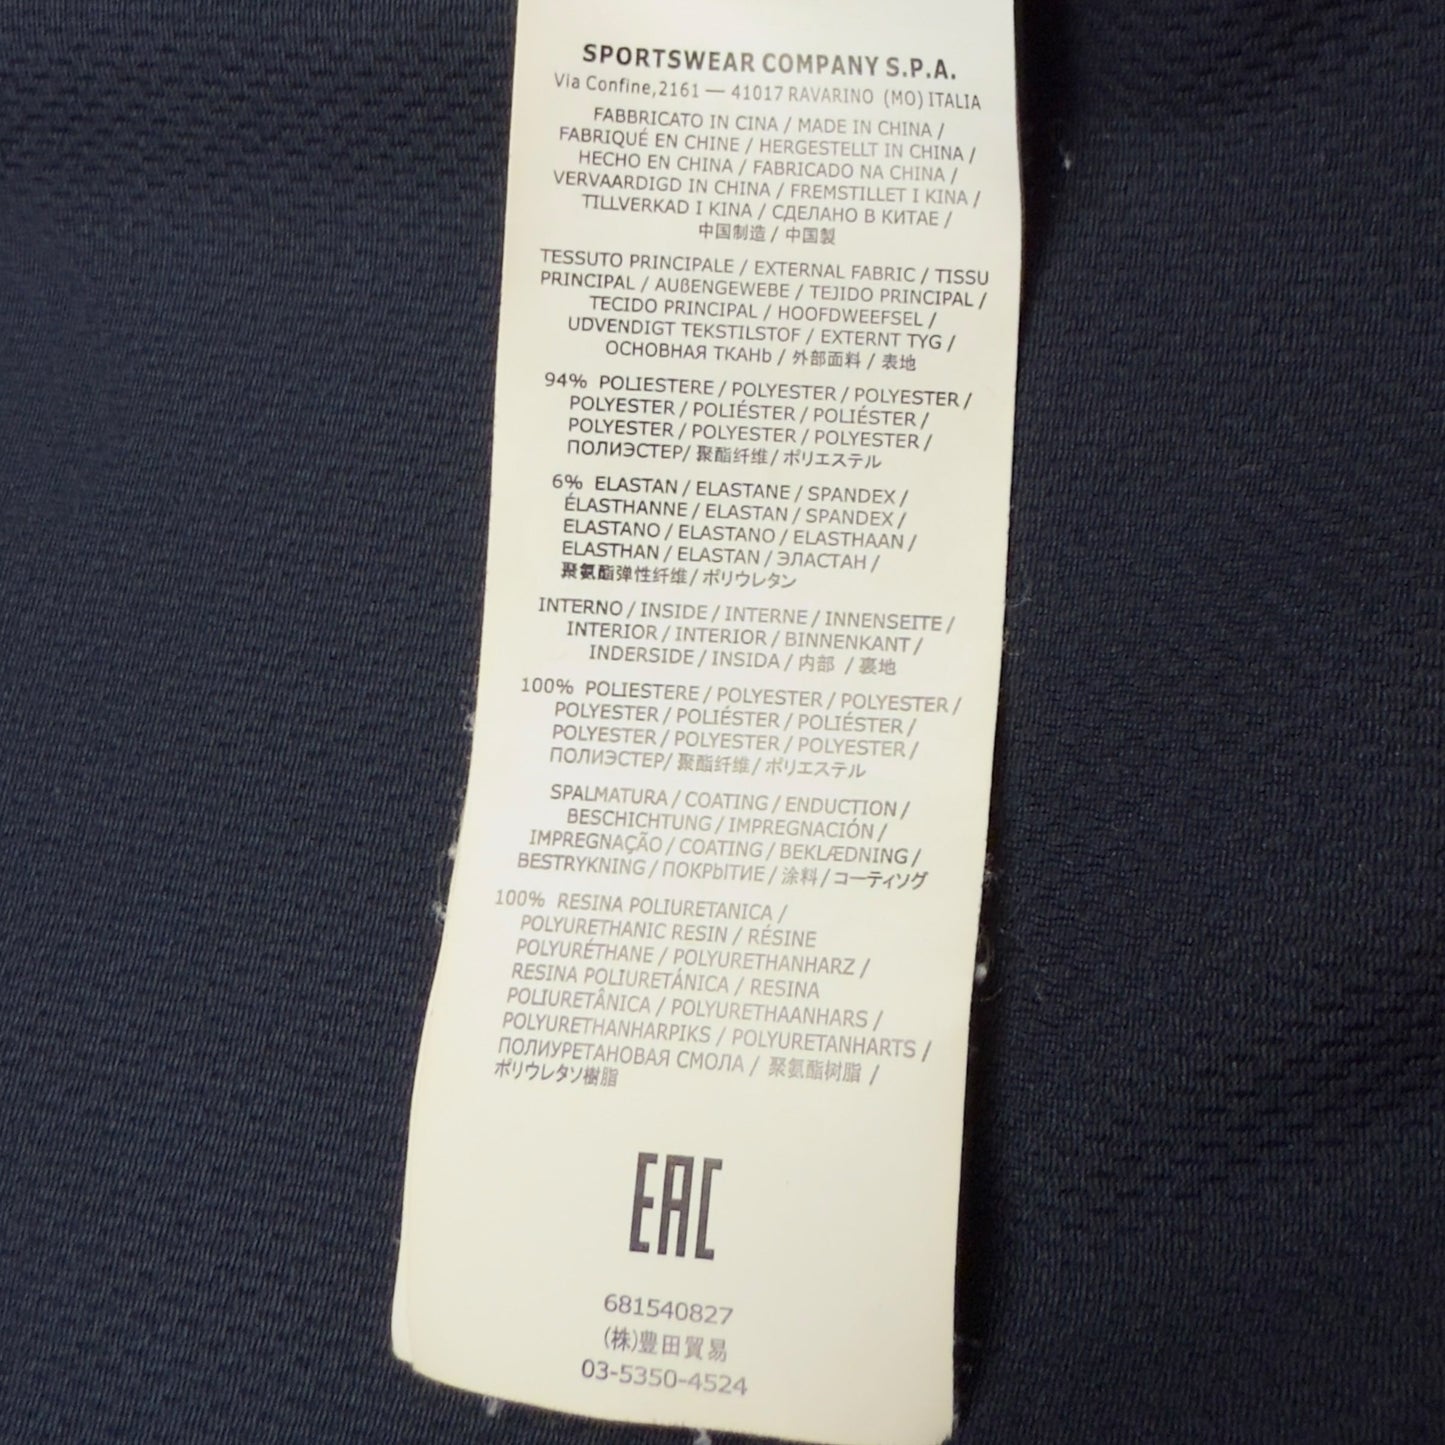 SPORTSWEAR COMPANY S.P.A.
Via Confine,2161 — 41017 RAVARINO (MO) ITALIA
FABBRICATO IN CINA / MADE IN CHINA /
FABRIQUÉ EN CHINE / HERGESTELLT IN CHINA /
HECHO EN CHINA / FABRICADO NA CHINA /
VERVAARDIGD IN CHINA / FREMSTILLET I KINA /
TILLVERKAD I KINA / СДЕЛАНО В КИТАЕ /
中国制造 / 中国製
TESSUTO PRINCIPALE / EXTERNAL FABRIC / TISSU
PRINCIPAL / AUßENGEWEBE / TEJIDO PRINCIPAL /
TECIDO PRINCIPAL / HOOFDWEEFSEL /
UDVENDIGT TEKSTILSTOF / EXTERNT TYG /
ОСНОВНАЯ ТКАНЬ / 外部面料 / 表地
94% POLIESTERE / POLYESTER / POLYESTER /
POLYESTER / POLIÉSTER / POLIÉSTER /
POLYESTER / POLYESTER / POLYESTER /
ПОЛИЭСТЕР/ 聚酯纤维/ ポリエステル
6% ELASTAN / ELASTANE / SPANDEX /
ÉLASTHANNE / ELASTAN / SPANDEX /
ELASTANO / ELASTANO / ELASTHAAN /
ELASTHAN / ELASTAN / ЭЛАСТАН /
聚氨酯弹性纤维/ ポリウレタン
INTERNO / INSIDE / INTERNE / INNENSEITE /
INTERIOR / INTERIOR / BINNENKANT /
INDERSIDE / INSIDA / 内部 / 裏地
100% POLIESTERE / POLYESTER / POLYESTER /
POLYESTER / POLIÉSTER / POLIÉSTER /
POLYESTER / POLYESTER / POLYESTER /
ПОЛИЭСТЕР/ 聚酯纤维/ ポリエステル
SPALMATURA / COATING / ENDUCTION /
BESCHICHTUNG / IMPREGNACIÓN /
IMPREGNAÇÃO / COATING / BEKLÆDNING /
BESTRYKNING / ПОКРЫТИЕ / 涂料 / コーティソグ
100% RESINA POLIURETANICA /
POLYURETHANIC RESIN / RÉSINE
POLYURÉTHANE / POLYURETHANHARZ /
RESINA POLIURETÁNICA / RESINA
POLIURETÂNICA / POLYURETHAANHARS /
POLYURETHANHARPIKS / POLYURETANHARTS /
ПОЛИУРЕТАНОВАЯ СМОЛА / 聚氨酯树脂 /
ポリウレタソ樹脂
EAC
681540827
(株)豊田貿易
03-5350-4524